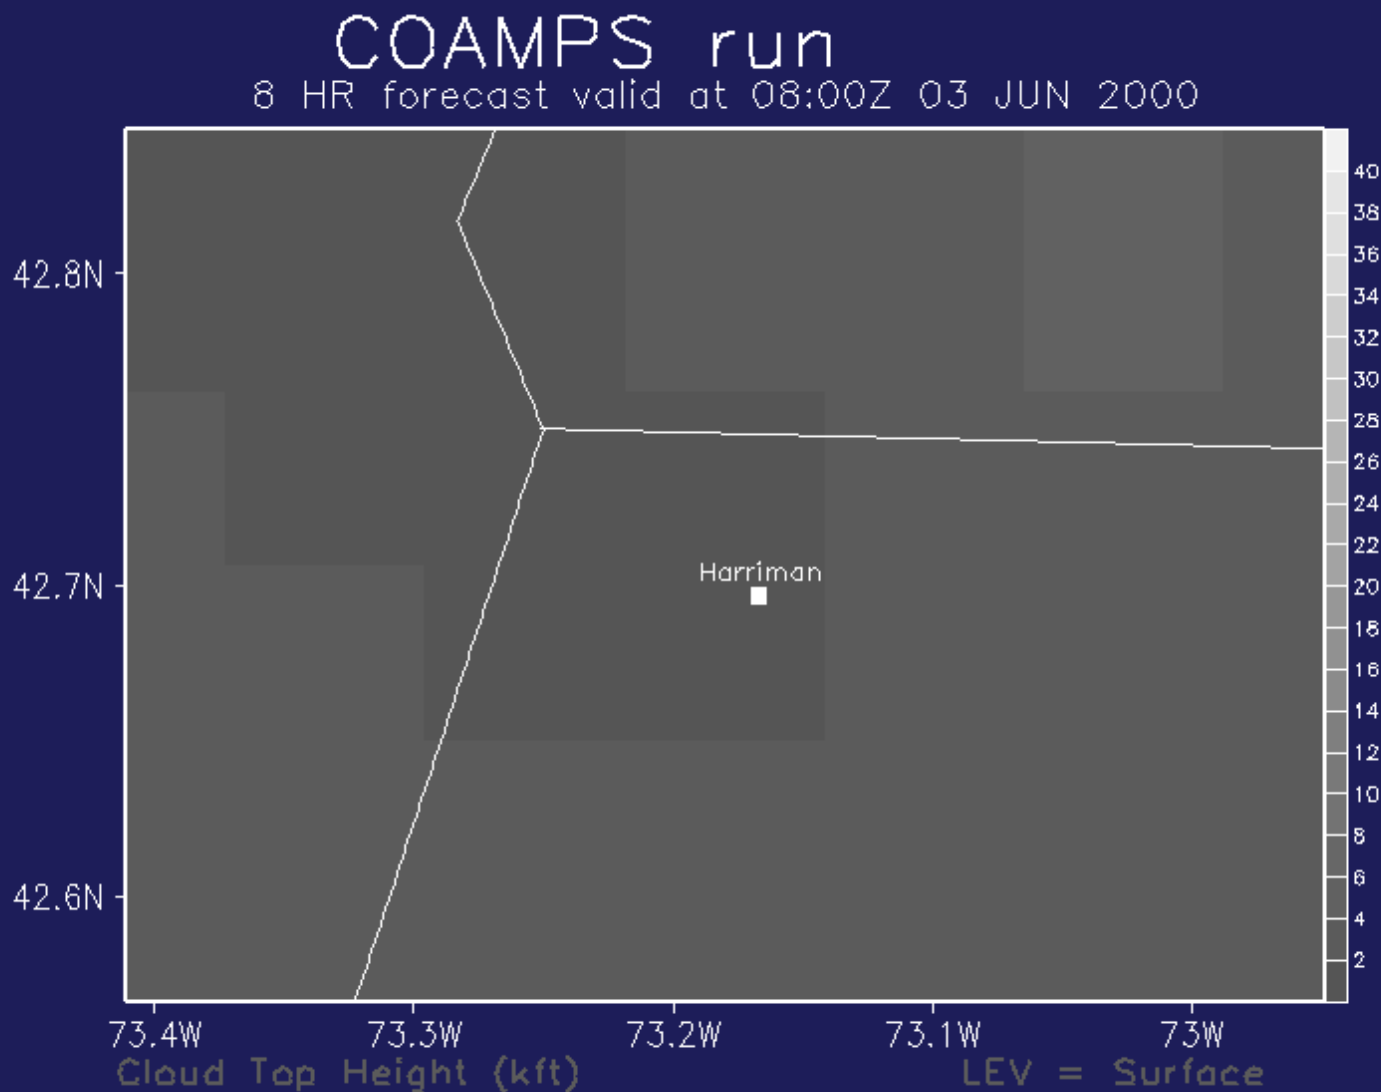 COAMPS run
8 HR forecast valid at 08:00Z 03 JUN 2000
40
38
36
34
32
30
28
26
24
22
20
18
16
14
12
10
8
6
4
2
42.8N
42.7N
42.6N
Harriman
73.4W 73.3W 73.2W 73.1W 73W
Cloud Top Height (kft) LEV = Surface